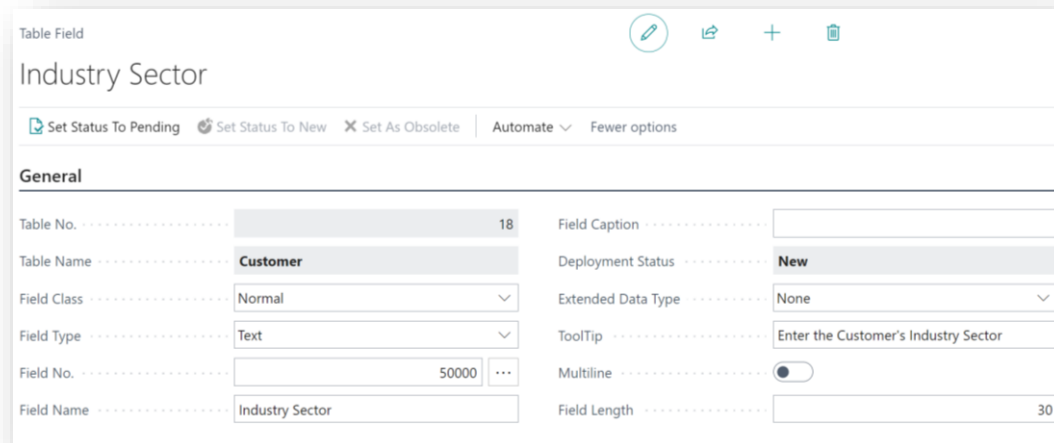 Table Field
Industry Sector
Set Status To Pending Set Status To New Set As Obsolete Automate Fewer options
General
Table No. 18 Field Caption
Table Name Customer Deployment Status New
Field Class Normal Extended Data Type None
Field Type Text ToolTip Enter the Customer's Industry Sector
Field No. 50000 ... Multiline
Field Name Industry Sector Field Length 30